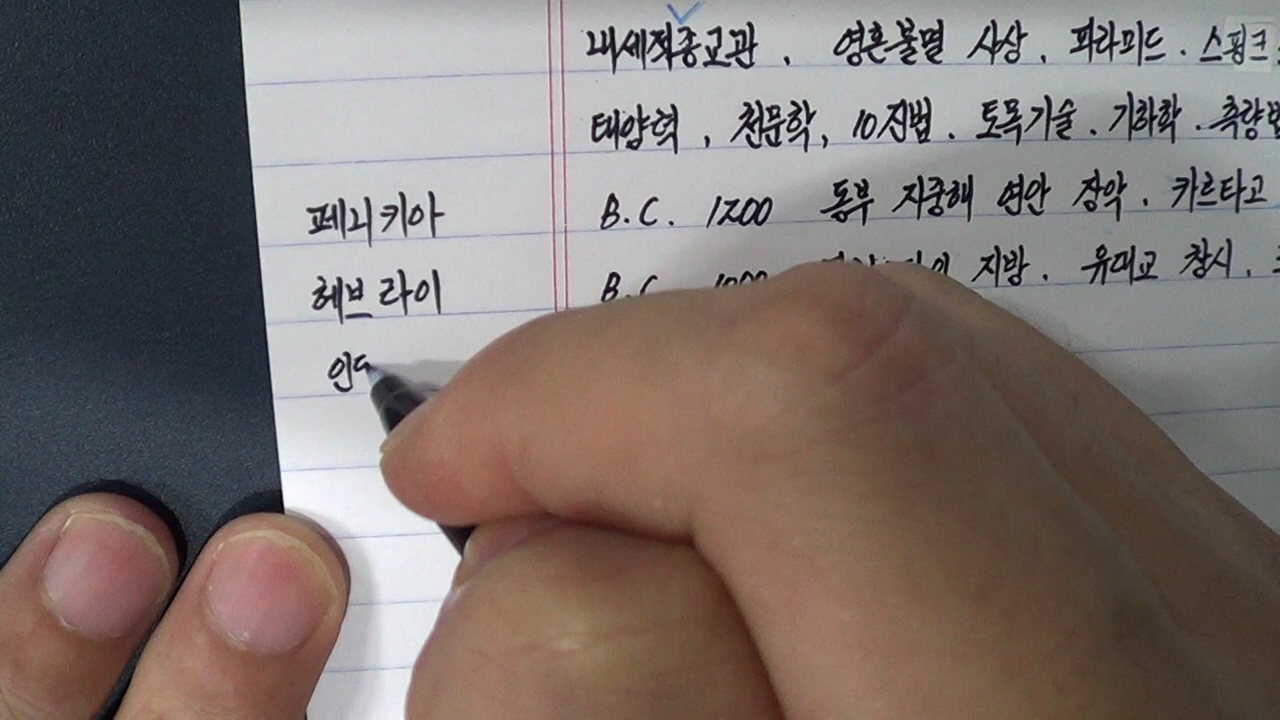 내세적종교관, 영혼불멸 사상, 피라미드. 스핑크
태양력, 천문학, 10진법. 토목기술. 기하학. 측량법
페니키아 B.C. 1200 동부 지중해 연안 장악. 카르타고
헤브라이 B.C. 1000 지방. 유대교 창시.
인